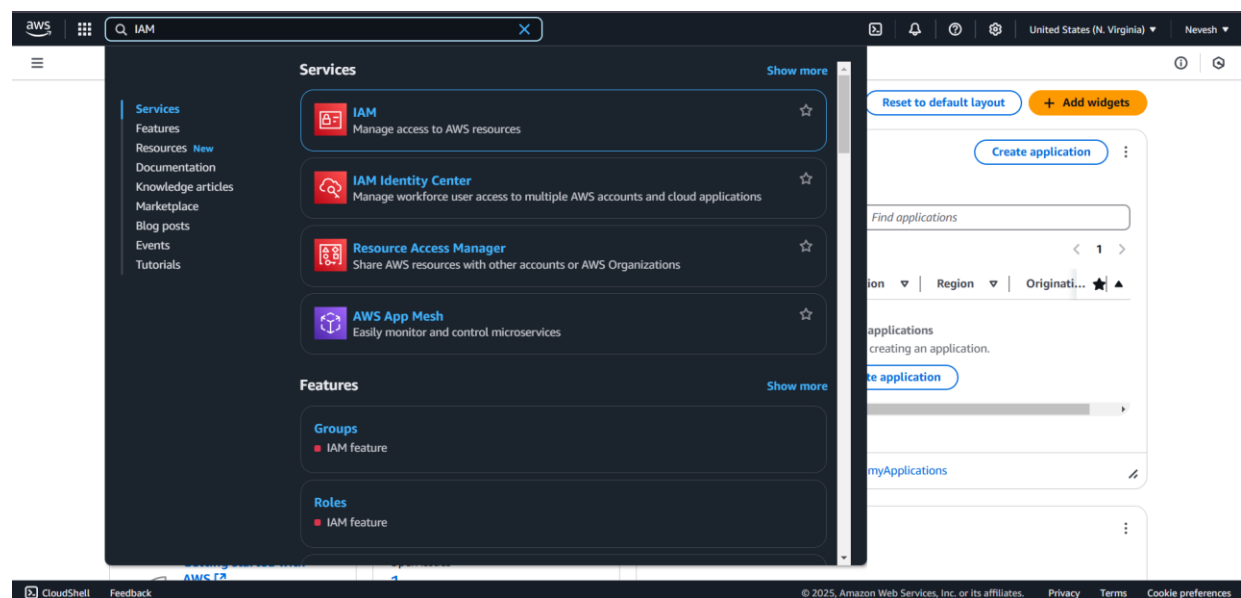 aws
IAM
United States (N. Virginia)
Nevesh
Services
Features
Resources New
Documentation
Knowledge articles
Marketplace
Blog posts
Events
Tutorials
Services
Show more
IAM
Manage access to AWS resources
IAM Identity Center
Manage workforce user access to multiple AWS accounts and cloud applications
Resource Access Manager
Share AWS resources with other accounts or AWS Organizations
AWS App Mesh
Easily monitor and control microservices
Features
Show more
Groups
IAM feature
Roles
IAM feature
Reset to default layout
+ Add widgets
Create application
Find applications
1
ion
Region
Originati...
applications
creating an application.
te application
myApplications
AWS
1
CloudShell
Feedback
© 2025, Amazon Web Services, Inc. or its affiliates.
Privacy
Terms
Cookie preferences